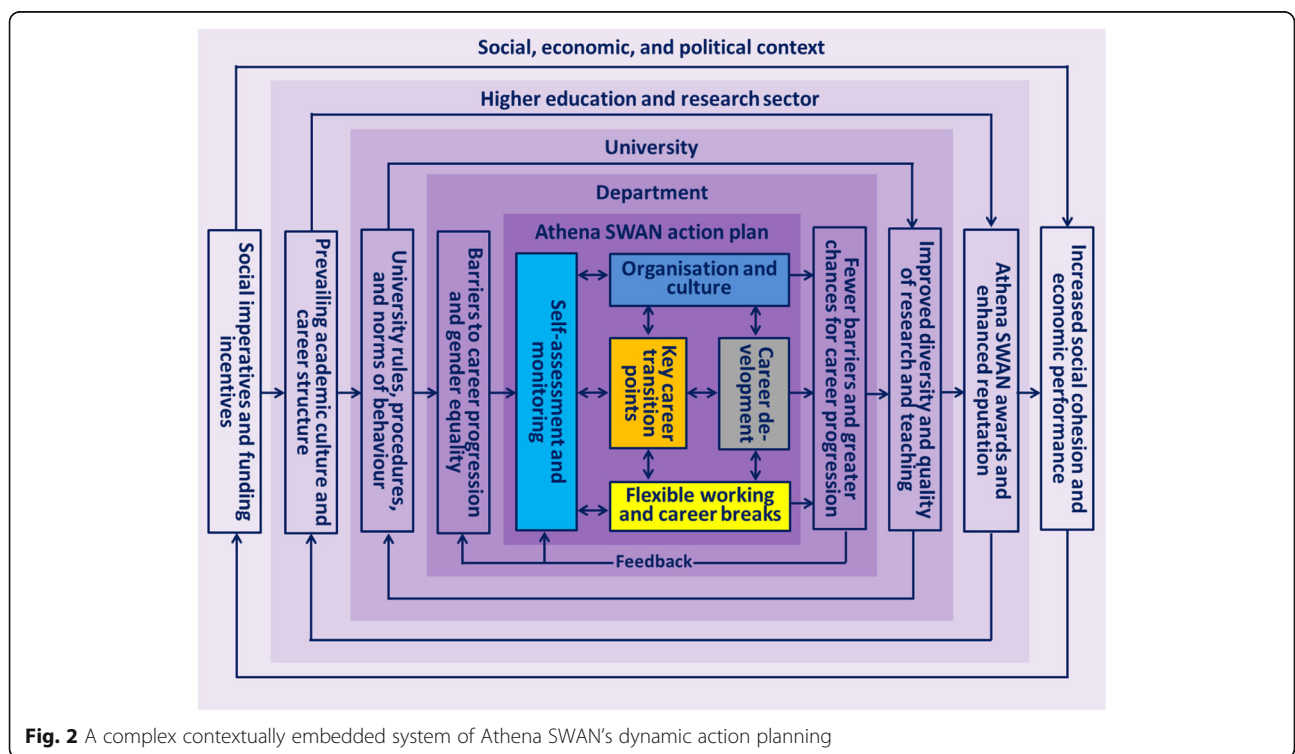 Social, economic, and political context
Higher education and research sector
University
Department
Athena SWAN action plan
Social imperatives and funding
incentives
Prevailing academic culture and
career structure
University rules, procedures,
and norms of behaviour
Barriers to career progression
and gender equality
Self-assessment and
monitoring
Organisation and
culture
Key career
transition
points
Career de-
velopment
Flexible working
and career breaks
Fewer barriers and greater
chances for career progression
Improved diversity and quality
of research and teaching
Athena SWAN awards and
enhanced reputation
Increased social cohesion and
economic performance
Feedback
Fig. 2 A complex contextually embedded system of Athena SWAN's dynamic action planning